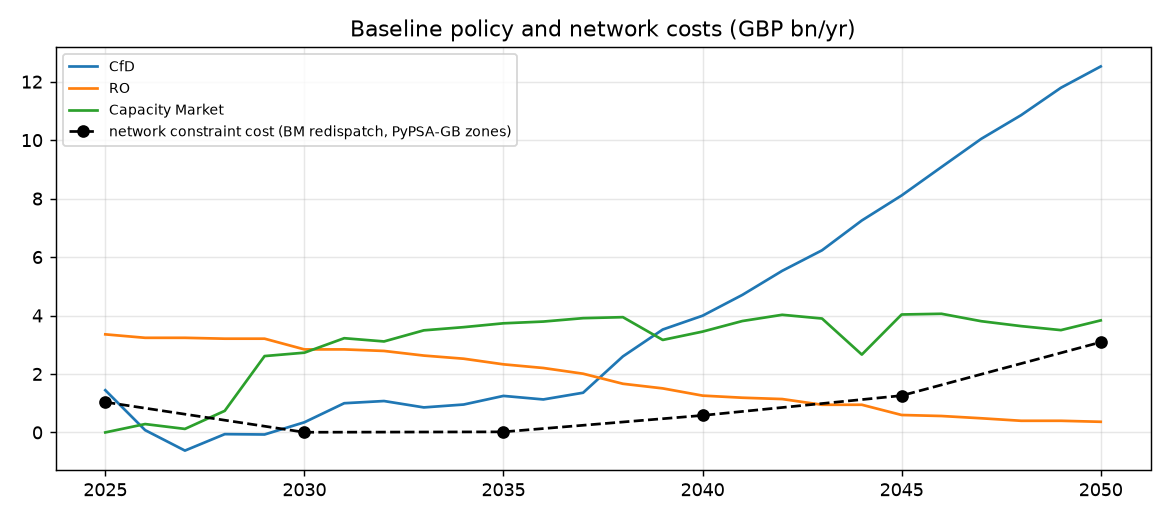 Baseline policy and network costs (GBP bn/yr)
CfD
RO
Capacity Market
network constraint cost (BM redispatch, PyPSA-GB zones)
12
10
8
6
4
2
0
2025 2030 2035 2040 2045 2050